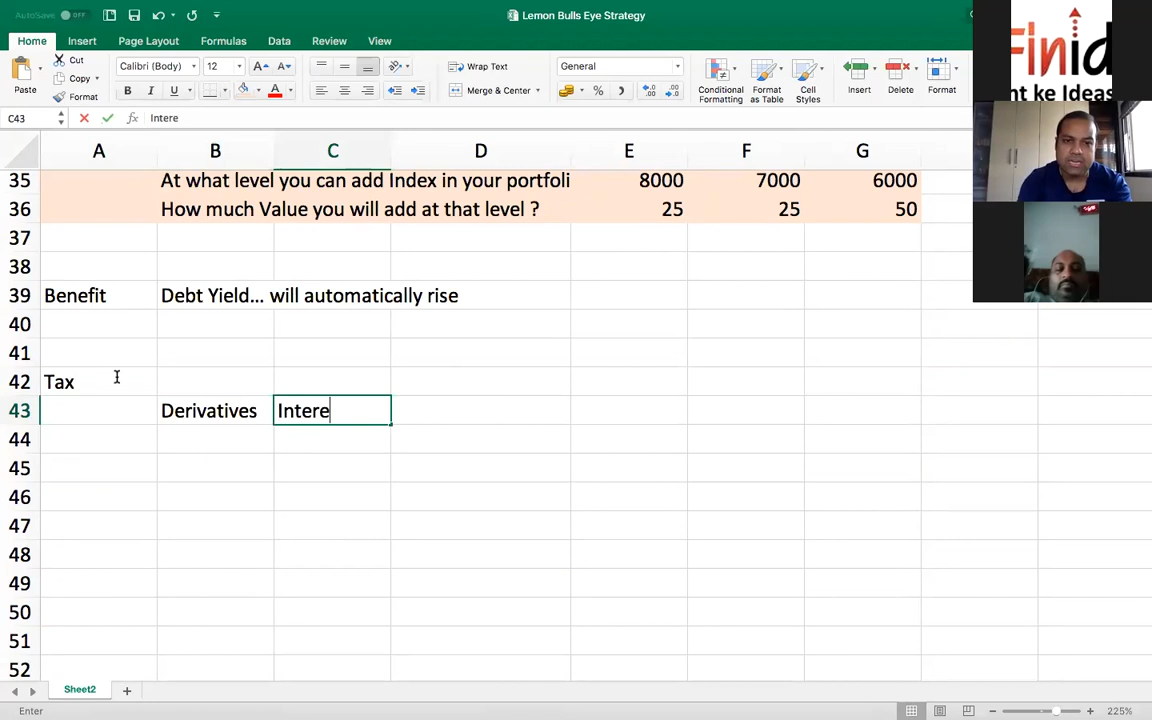 AutoSave OFF
Lemon Bulls Eye Strategy
Home Insert Page Layout Formulas Data Review View
Paste
Cut
Copy
Format
Calibri (Body) 12
B I U
Wrap Text
Merge & Center
General
Conditional Formatting
Format as Table
Cell Styles
Insert
Delete
Format
Finid
nt ke Ideas
C43 fx Intere
A B C D E F G
35 At what level you can add Index in your portfoli 8000 7000 6000
36 How much Value you will add at that level ? 25 25 50
37
38
39 Benefit Debt Yield... will automatically rise
40
41
42 Tax
43 Derivatives Intere
44
45
46
47
48
49
50
51
52
Sheet2
Enter
225%